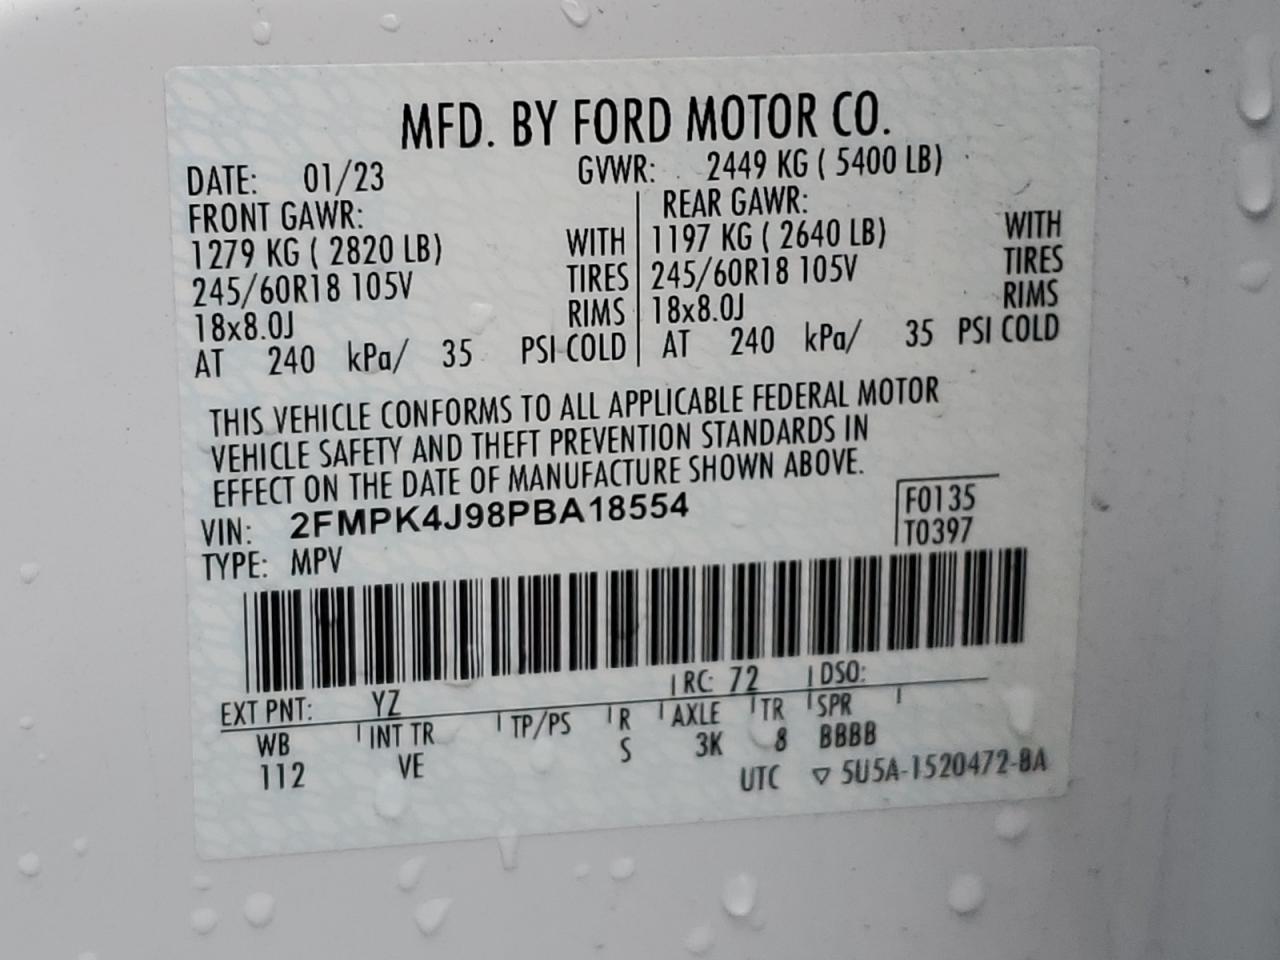 MFD. BY FORD MOTOR CO.
DATE: 01/23 GVWR: 2449 KG ( 5400 LB)
FRONT GAWR: REAR GAWR:
1279 KG ( 2820 LB) WITH 1197 KG ( 2640 LB) WITH
245/60R18 105V TIRES 245/60R18 105V TIRES
18x8.0J RIMS 18x8.0J RIMS
AT 240 kPa/ 35 PSI COLD AT 240 kPa/ 35 PSI COLD
THIS VEHICLE CONFORMS TO ALL APPLICABLE FEDERAL MOTOR
VEHICLE SAFETY AND THEFT PREVENTION STANDARDS IN
EFFECT ON THE DATE OF MANUFACTURE SHOWN ABOVE.
VIN: 2FMPK4J98PBA18554 F0135
TYPE: MPV T0397
EXT PNT: YZ RC: 72 DSO:
WB INT TR TP/PS R AXLE TR SPR
112 VE S 3K 8 BBBB
UTC ▽ 5U5A-1520472-BA